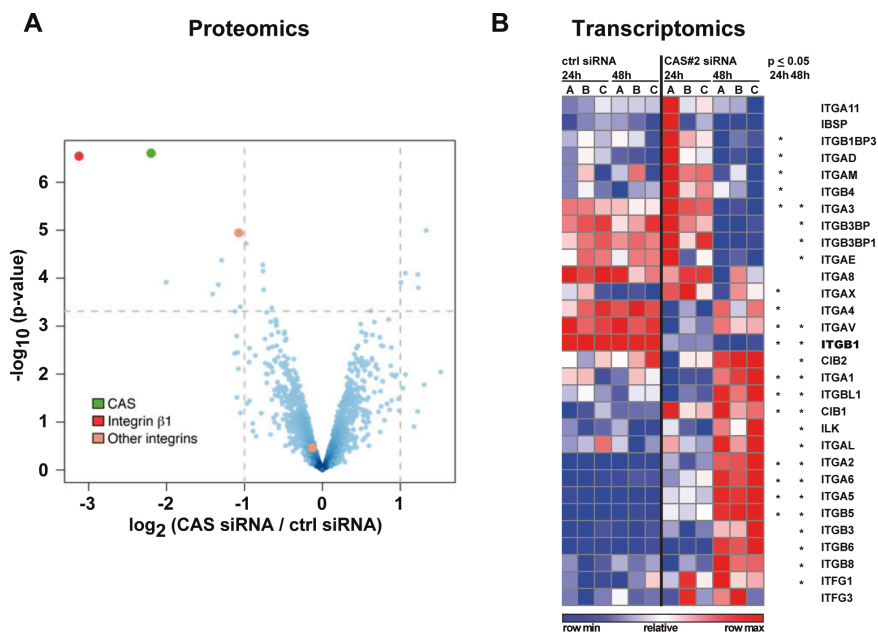 A
Proteomics
-log10 (p-value)
6
5
4
3
2
1
0
CAS
Integrin β1
Other integrins
-3 -2 -1 0 1
log2 (CAS siRNA / ctrl siRNA)
B
Transcriptomics
ctrl siRNA CAS#2 siRNA p ≤ 0.05
24h 48h 24h 48h 24h 48h
A B C A B C A B C A B C
ITGA11
IBSP
* ITGB1BP3
* ITGAD
* ITGAM
* ITGB4
* * ITGA3
* ITGB3BP
* ITGB3BP1
* ITGAE
ITGA8
* ITGAX
* ITGA4
* * ITGAV
* * ITGB1
* CIB2
* * ITGA1
* * ITGBL1
* * CIB1
* ILK
* ITGAL
* * ITGA2
* * ITGA6
* * ITGA5
* * ITGB5
* ITGB3
* ITGB6
* ITGB8
* ITFG1
ITFG3
row min relative row max